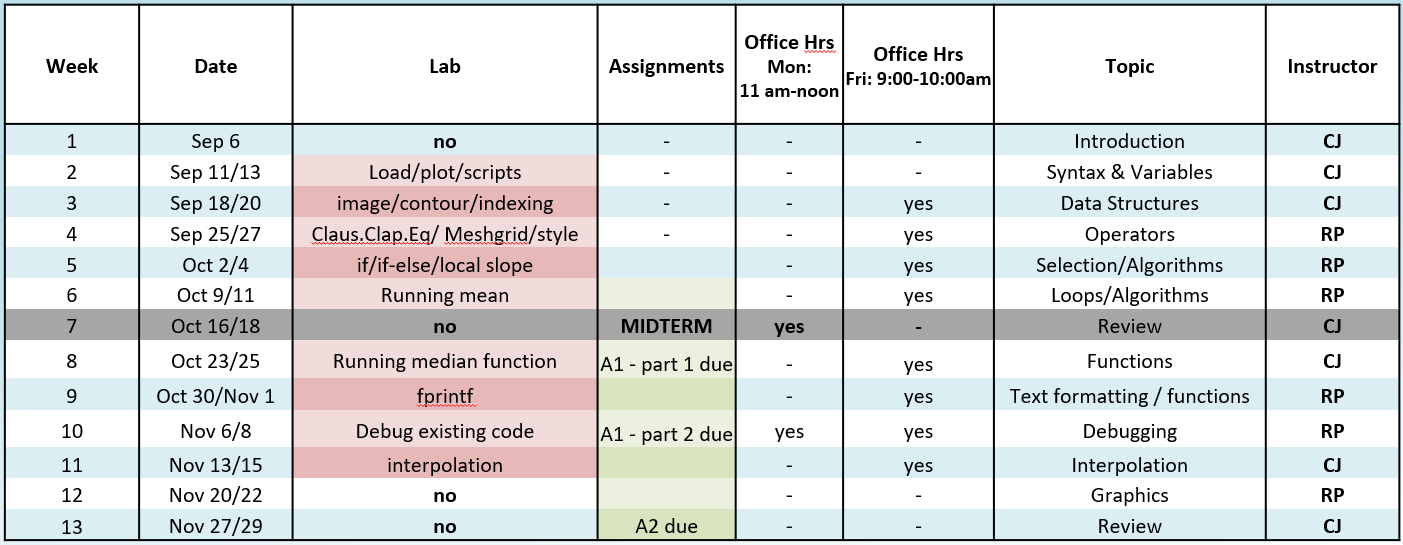 Week Date Lab Assignments Office Hrs Mon: 11 am-noon Office Hrs Fri: 9:00-10:00am Topic Instructor
1 Sep 6 no - - - Introduction CJ
2 Sep 11/13 Load/plot/scripts - - - Syntax & Variables CJ
3 Sep 18/20 image/contour/indexing - - yes Data Structures CJ
4 Sep 25/27 Claus.Clap.Eq/ Meshgrid/style - - yes Operators RP
5 Oct 2/4 if/if-else/local slope - yes Selection/Algorithms RP
6 Oct 9/11 Running mean - yes Loops/Algorithms RP
7 Oct 16/18 no MIDTERM yes - Review CJ
8 Oct 23/25 Running median function A1 - part 1 due - yes Functions CJ
9 Oct 30/Nov 1 fprintf - yes Text formatting / functions RP
10 Nov 6/8 Debug existing code A1 - part 2 due yes yes Debugging RP
11 Nov 13/15 interpolation - yes Interpolation CJ
12 Nov 20/22 no - - Graphics RP
13 Nov 27/29 no A2 due - - Review CJ